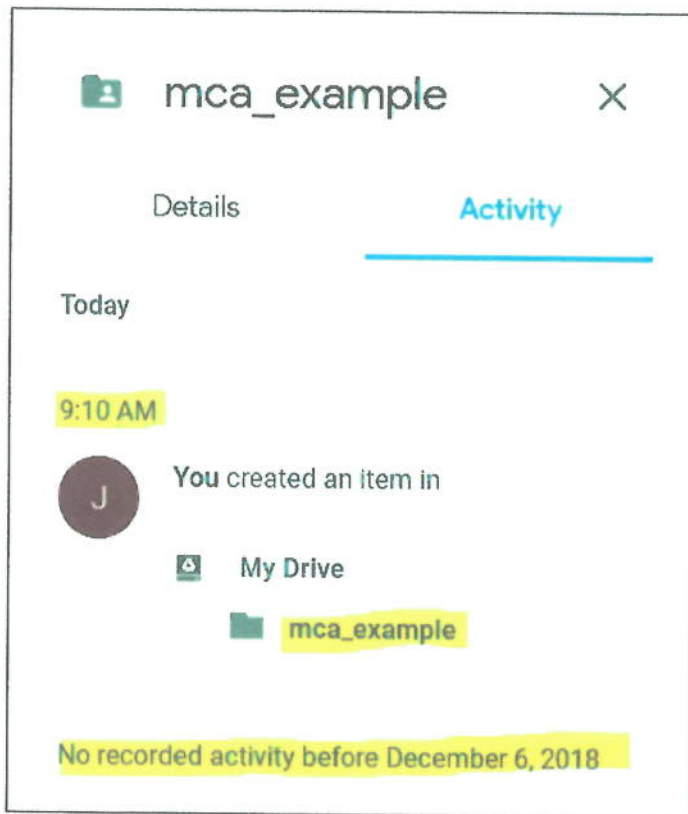 mca_example
Details Activity
Today
9:10 AM
J
You created an item in
My Drive
mca_example
No recorded activity before December 6, 2018